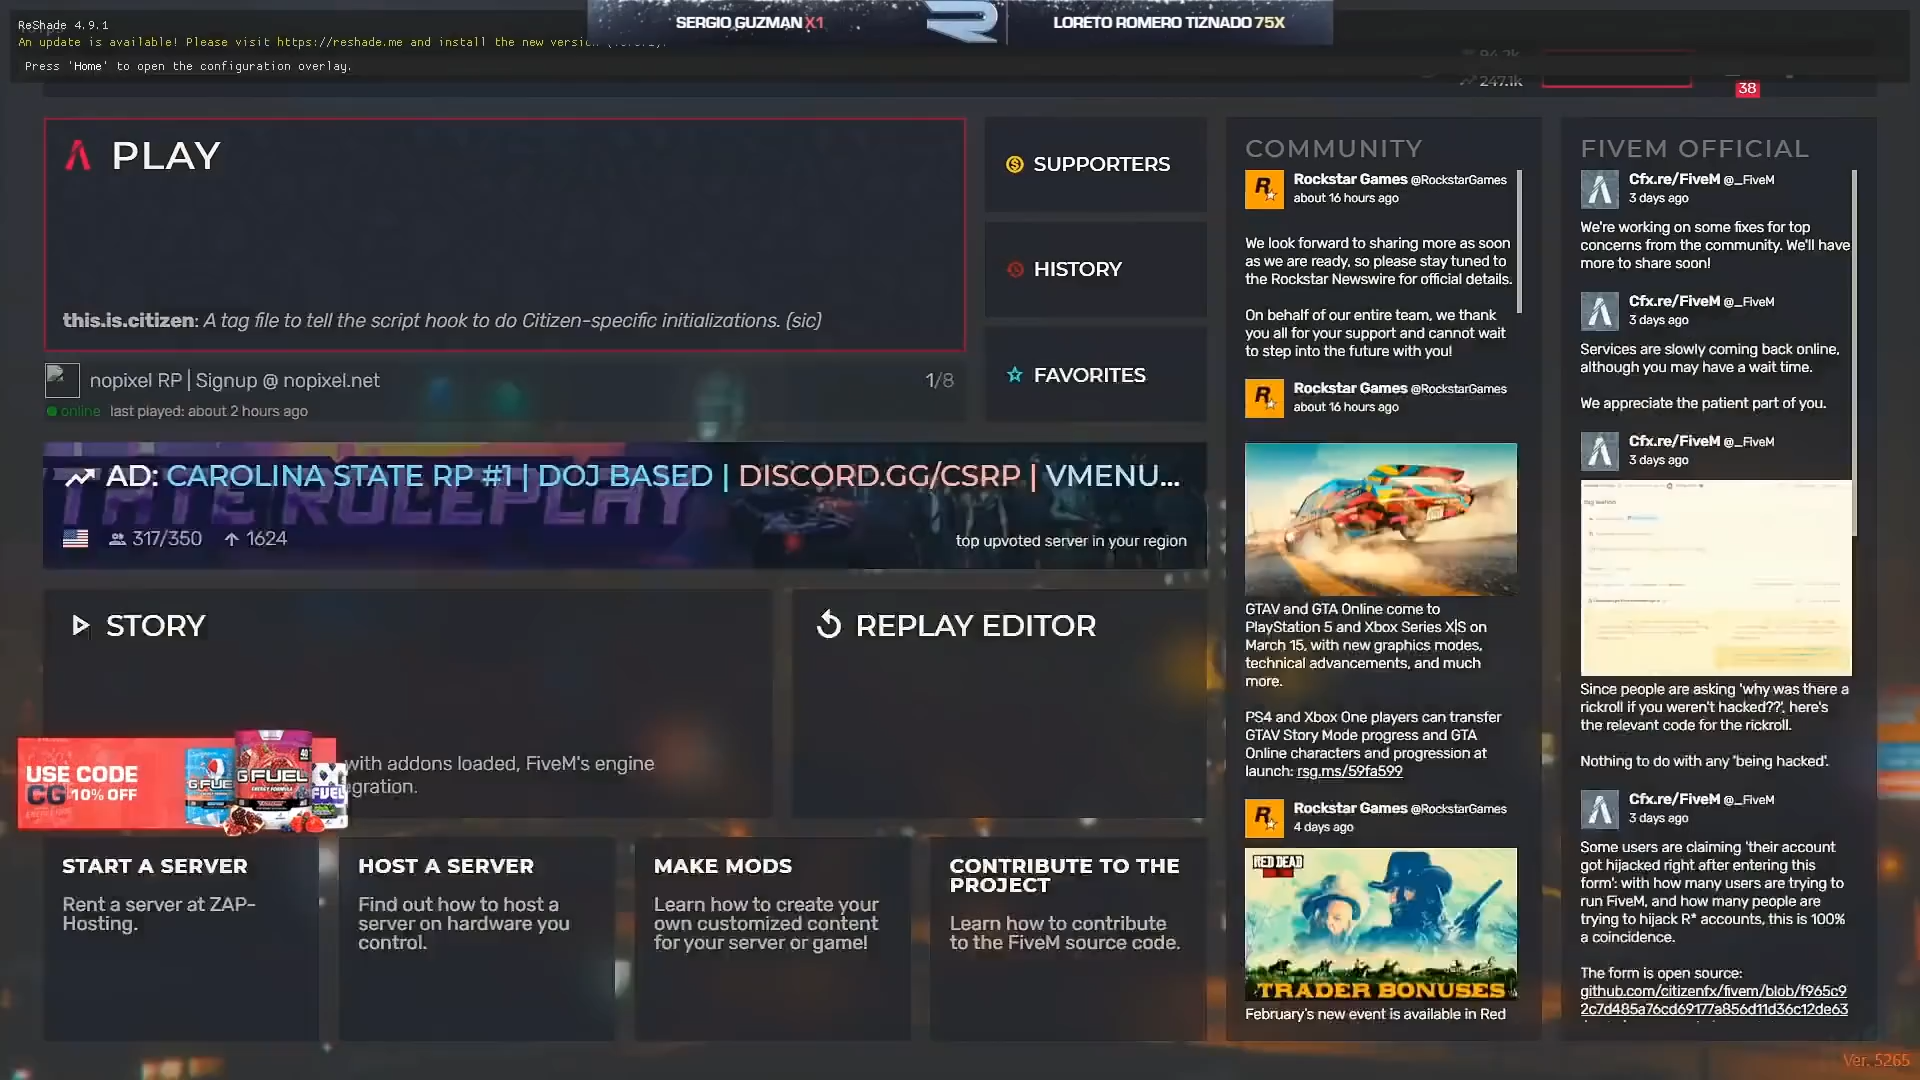 ReShade 4.9.1
An update is available! Please visit https://reshade.me and install the new version
Press 'Home' to open the configuration overlay.
SERGIO GUZMAN X1
LORETO ROMERO TIZNADO 75X
94.2k
247.1k
38
PLAY
this.is.citizen: A tag file to tell the script hook to do Citizen-specific initializations. (sic)
nopixel RP | Signup @ nopixel.net
1/8
online last played: about 2 hours ago
SUPPORTERS
HISTORY
FAVORITES
AD: CAROLINA STATE RP #1 | DOJ BASED | DISCORD.GG/CSRP | VMENU...
TATE ROLEPLAY
317/350
1624
top upvoted server in your region
STORY
with addons loaded, FiveM's engine
gration.
REPLAY EDITOR
USE CODE
CG 10% OFF
G FUEL
GFUEL
ENERGY FORMULA
40
FUEL
START A SERVER
Rent a server at ZAP-
Hosting.
HOST A SERVER
Find out how to host a
server on hardware you
control.
MAKE MODS
Learn how to create your
own customized content
for your server or game!
CONTRIBUTE TO THE
PROJECT
Learn how to contribute
to the FiveM source code.
COMMUNITY
Rockstar Games @RockstarGames
about 16 hours ago
We look forward to sharing more as soon
as we are ready, so please stay tuned to
the Rockstar Newswire for official details.
On behalf of our entire team, we thank
you all for your support and cannot wait
to step into the future with you!
Rockstar Games @RockstarGames
about 16 hours ago
GTAV and GTA Online come to
PlayStation 5 and Xbox Series X|S on
March 15, with new graphics modes,
technical advancements, and much
more.
PS4 and Xbox One players can transfer
GTAV Story Mode progress and GTA
Online characters and progression at
launch: rsg.ms/59fa599
Rockstar Games @RockstarGames
4 days ago
RED DEAD
TRADER BONUSES
February's new event is available in Red
FIVEM OFFICIAL
Cfx.re/FiveM @_FiveM
3 days ago
We're working on some fixes for top
concerns from the community. We'll have
more to share soon!
Cfx.re/FiveM @_FiveM
3 days ago
Services are slowly coming back online,
although you may have a wait time.
We appreciate the patient part of you.
Cfx.re/FiveM @_FiveM
3 days ago
Since people are asking 'why was there a
rickroll if you weren't hacked??', here's
the relevant code for the rickroll.
Nothing to do with any 'being hacked'.
Cfx.re/FiveM @_FiveM
3 days ago
Some users are claiming 'their account
got hijacked right after entering this
form': with how many users are trying to
run FiveM, and how many people are
trying to hijack R* accounts, this is 100%
a coincidence.
The form is open source:
github.com/citizenfx/fivem/blob/f965c9
2c7d485a76cd69177a856d11d36c12de63
Ver. 5265